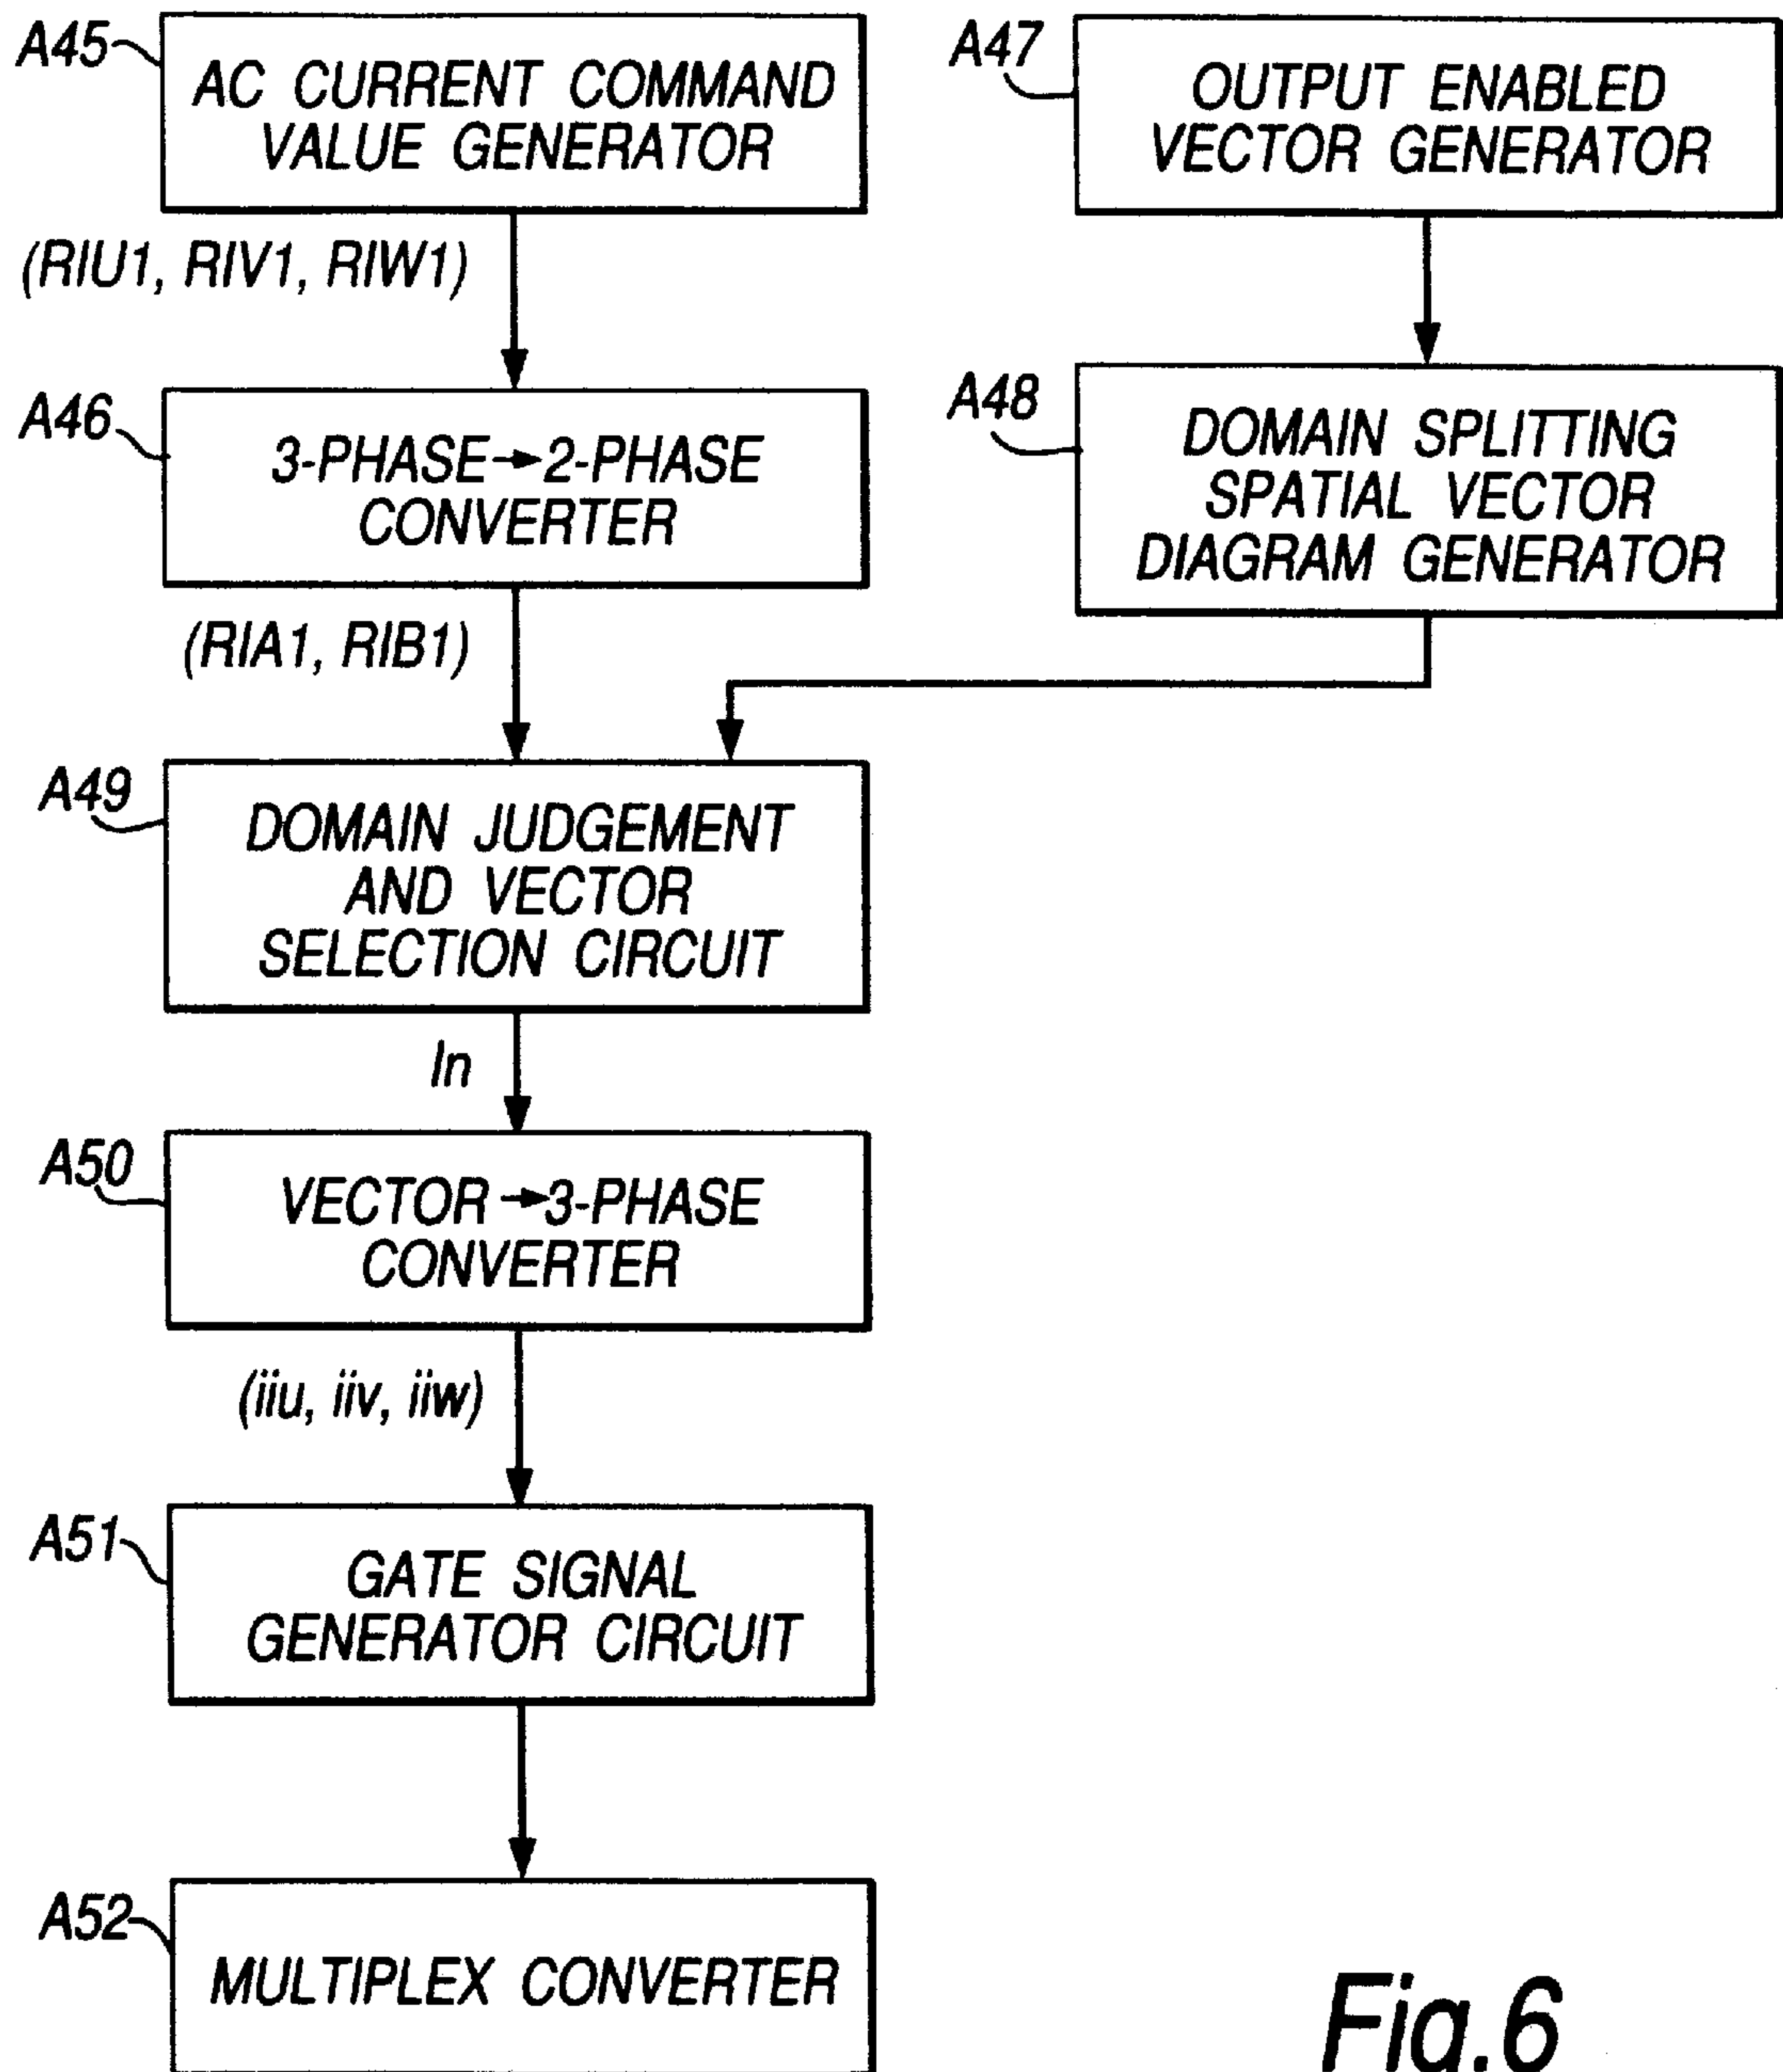 A45
AC CURRENT COMMAND
VALUE GENERATOR
A47
OUTPUT ENABLED
VECTOR GENERATOR
(RIU1, RIV1, RIW1)
A46
3-PHASE→2-PHASE
CONVERTER
A48
DOMAIN SPLITTING
SPATIAL VECTOR
DIAGRAM GENERATOR
(RIA1, RIB1)
A49
DOMAIN JUDGEMENT
AND VECTOR
SELECTION CIRCUIT
In
A50
VECTOR→3-PHASE
CONVERTER
(iiu, iiv, iiw)
A51
GATE SIGNAL
GENERATOR CIRCUIT
A52
MULTIPLEX CONVERTER
Fig.6